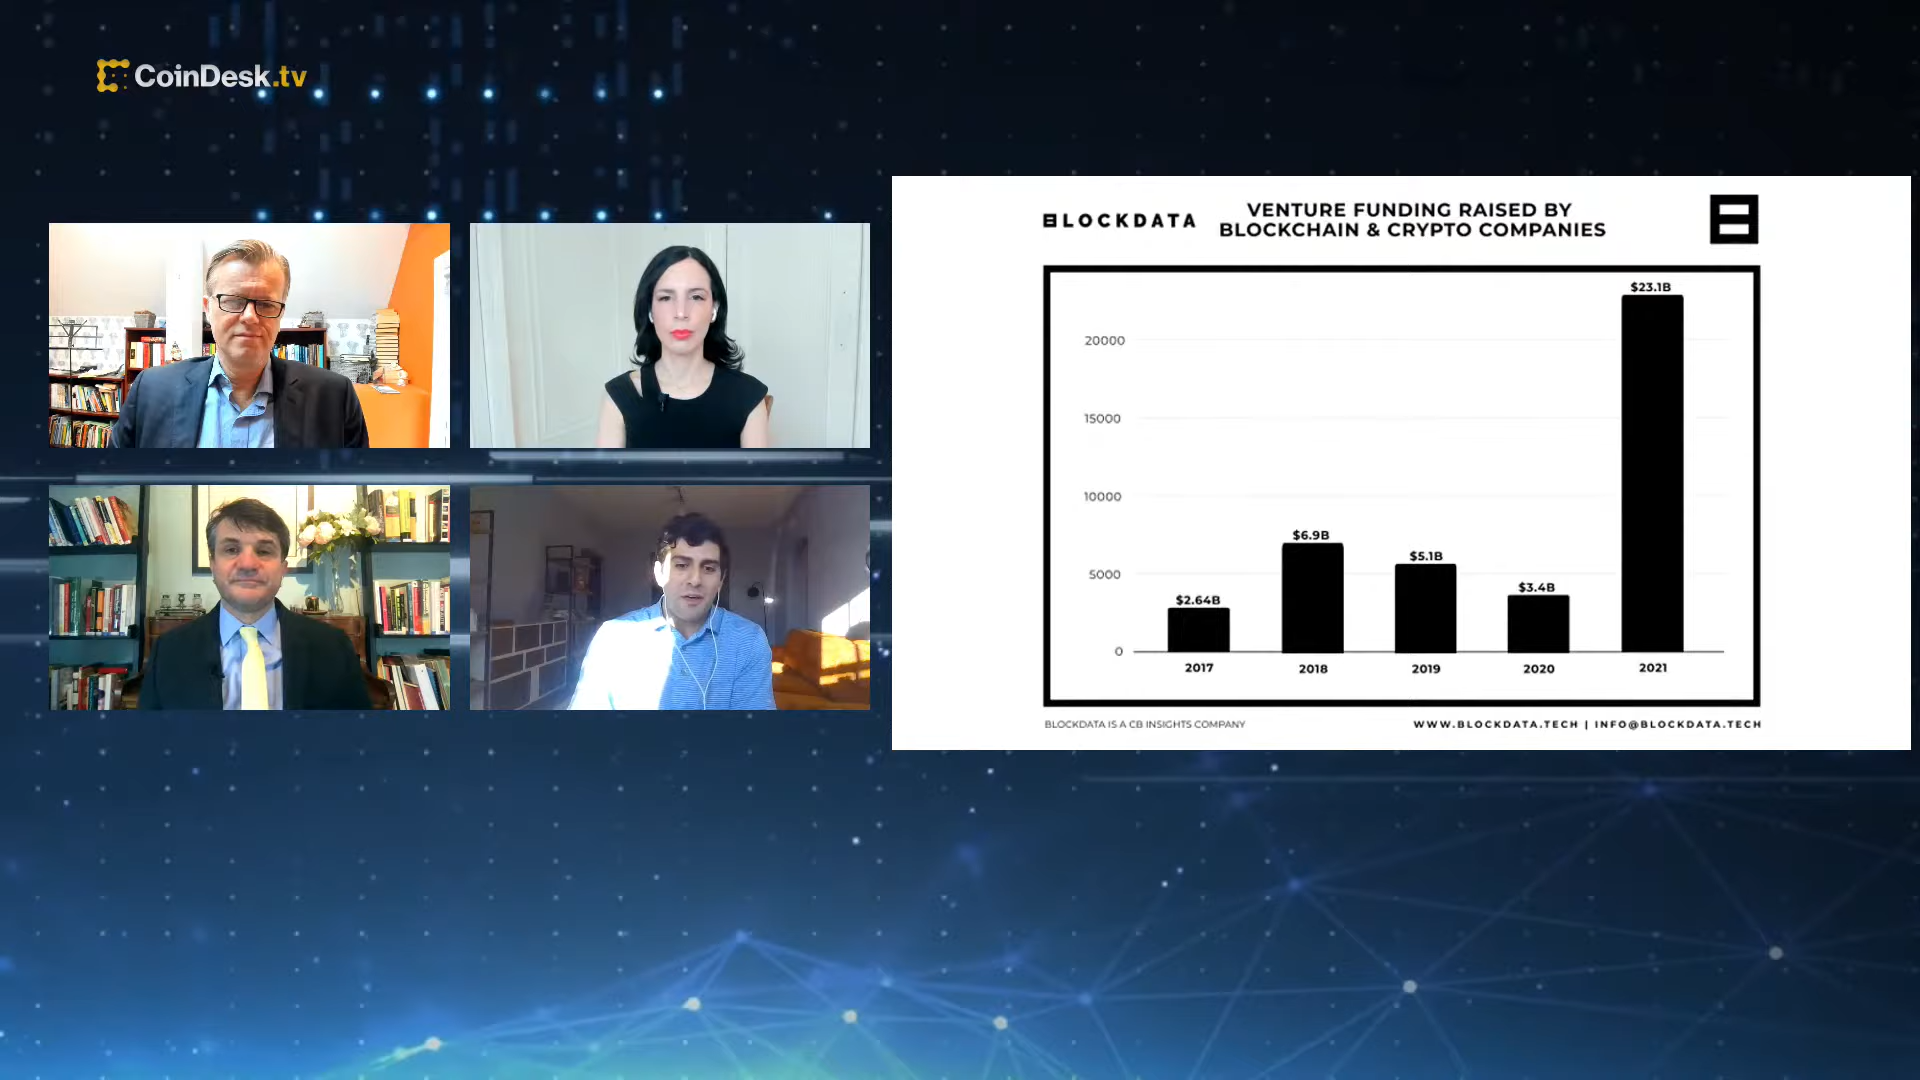 CoinDesk.tv
BLOCKDATA
VENTURE FUNDING RAISED BY
BLOCKCHAIN & CRYPTO COMPANIES
$23.1B
20000
15000
10000
$6.9B
$5.1B
5000
$3.4B
$2.64B
0
2017 2018 2019 2020 2021
BLOCKDATA IS A CB INSIGHTS COMPANY
WWW.BLOCKDATA.TECH | INFO@BLOCKDATA.TECH